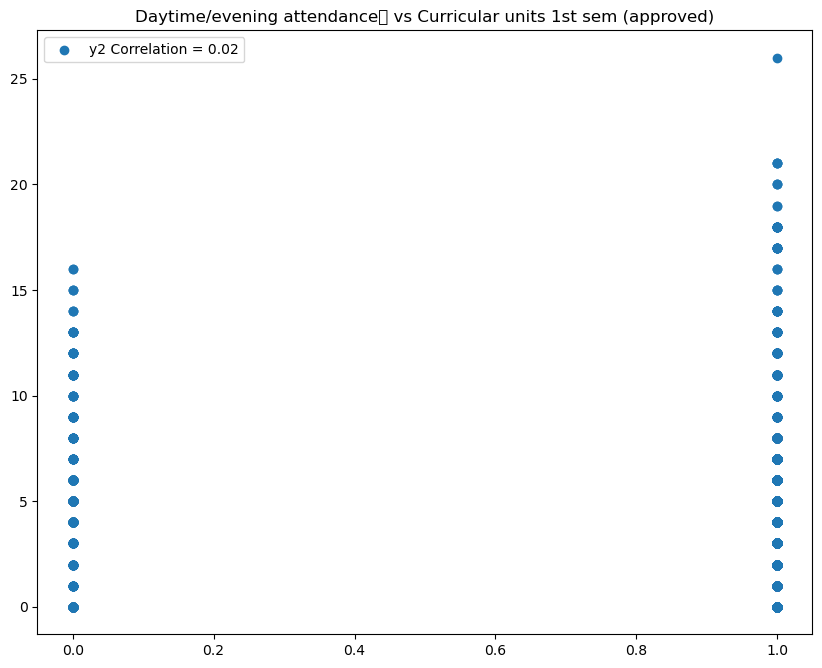 Daytime/evening attendance▯ vs Curricular units 1st sem (approved)
y2 Correlation = 0.02
25
20
15
10
5
0
0.0 0.2 0.4 0.6 0.8 1.0